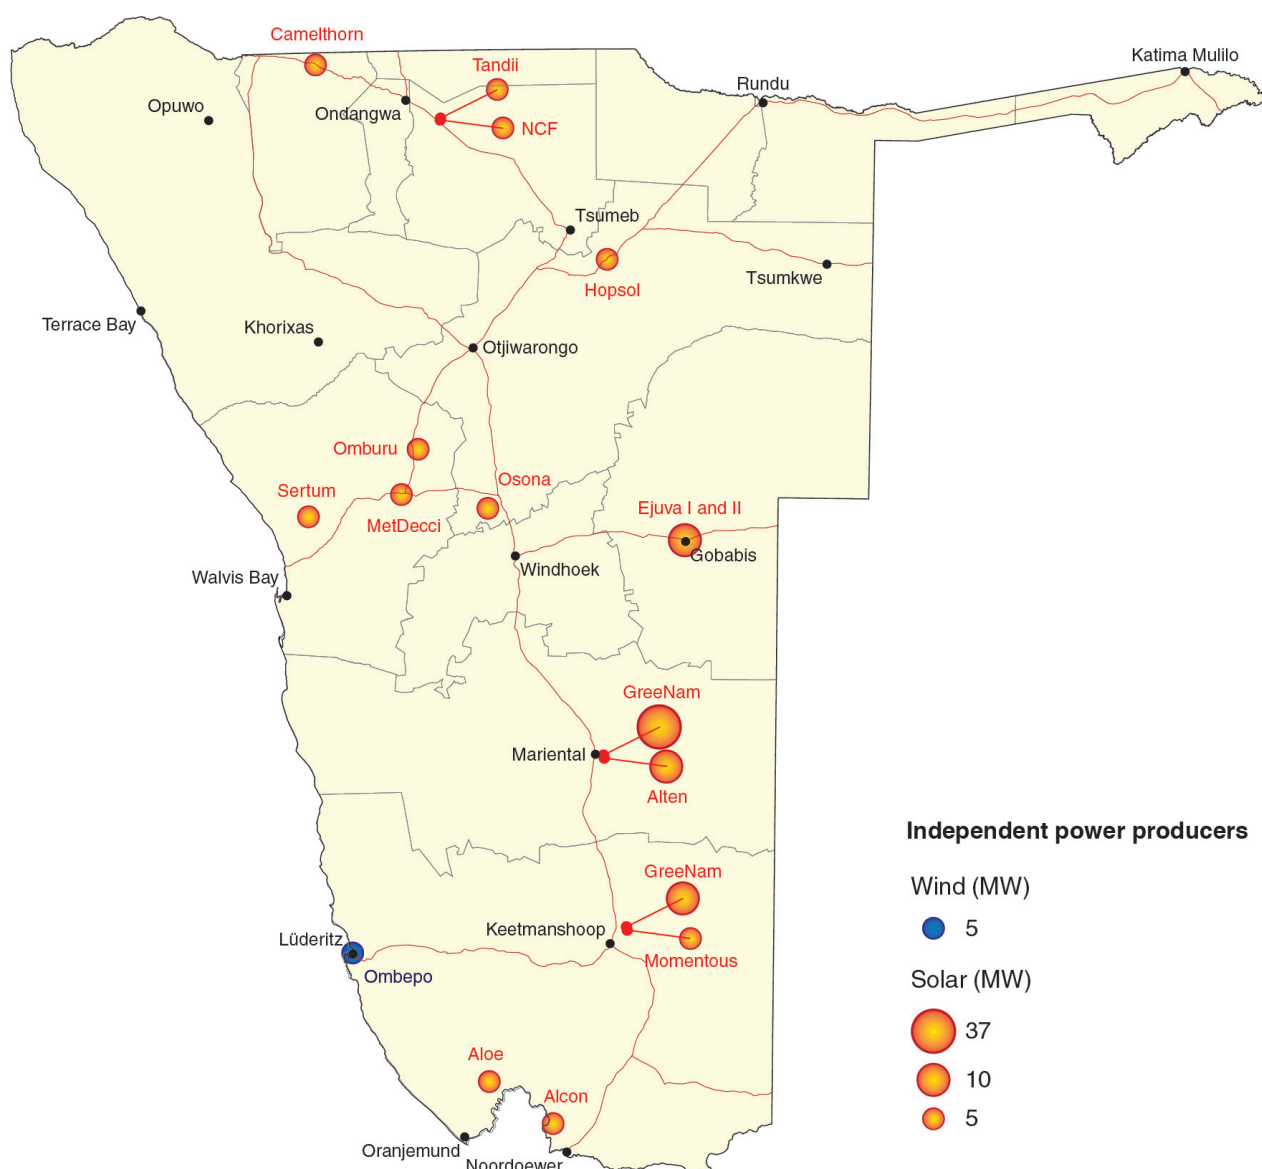 Camelthorn
Tandii
Katima Mulilo
Rundu
Opuwo
Ondangwa
NCF
Tsumeb
Tsumkwe
Hopsol
Terrace Bay
Khorixas
Otjiwarongo
Omburu
Osona
Sertum
MetDecci
Ejuva I and II
Gobabis
Windhoek
Walvis Bay
GreeNam
Mariental
Alten
Independent power producers
GreeNam
Wind (MW)
5
Keetmanshoop
Lüderitz
Momentous
Ombepo
Solar (MW)
37
Aloe
10
Alcon
5
Oranjemund
Noordoewer